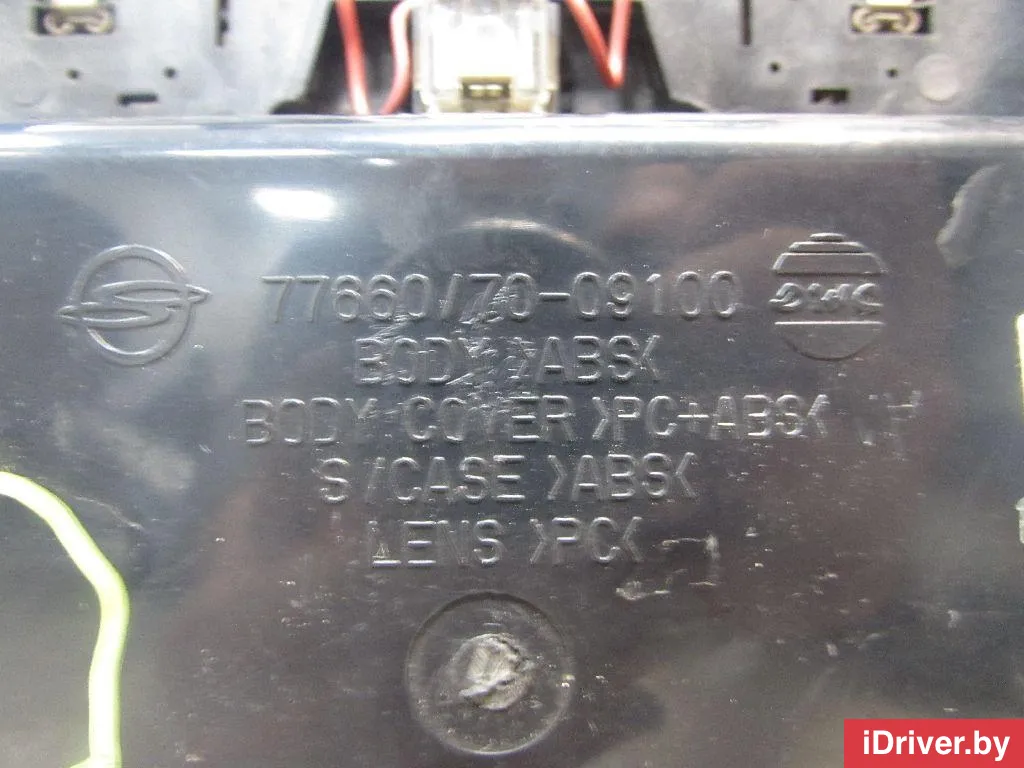 77660/70-09100
BODY >ABS<
BODY COVER >PC+ABS<
S/CASE >ABS<
LENS >PC<
iDriver.by